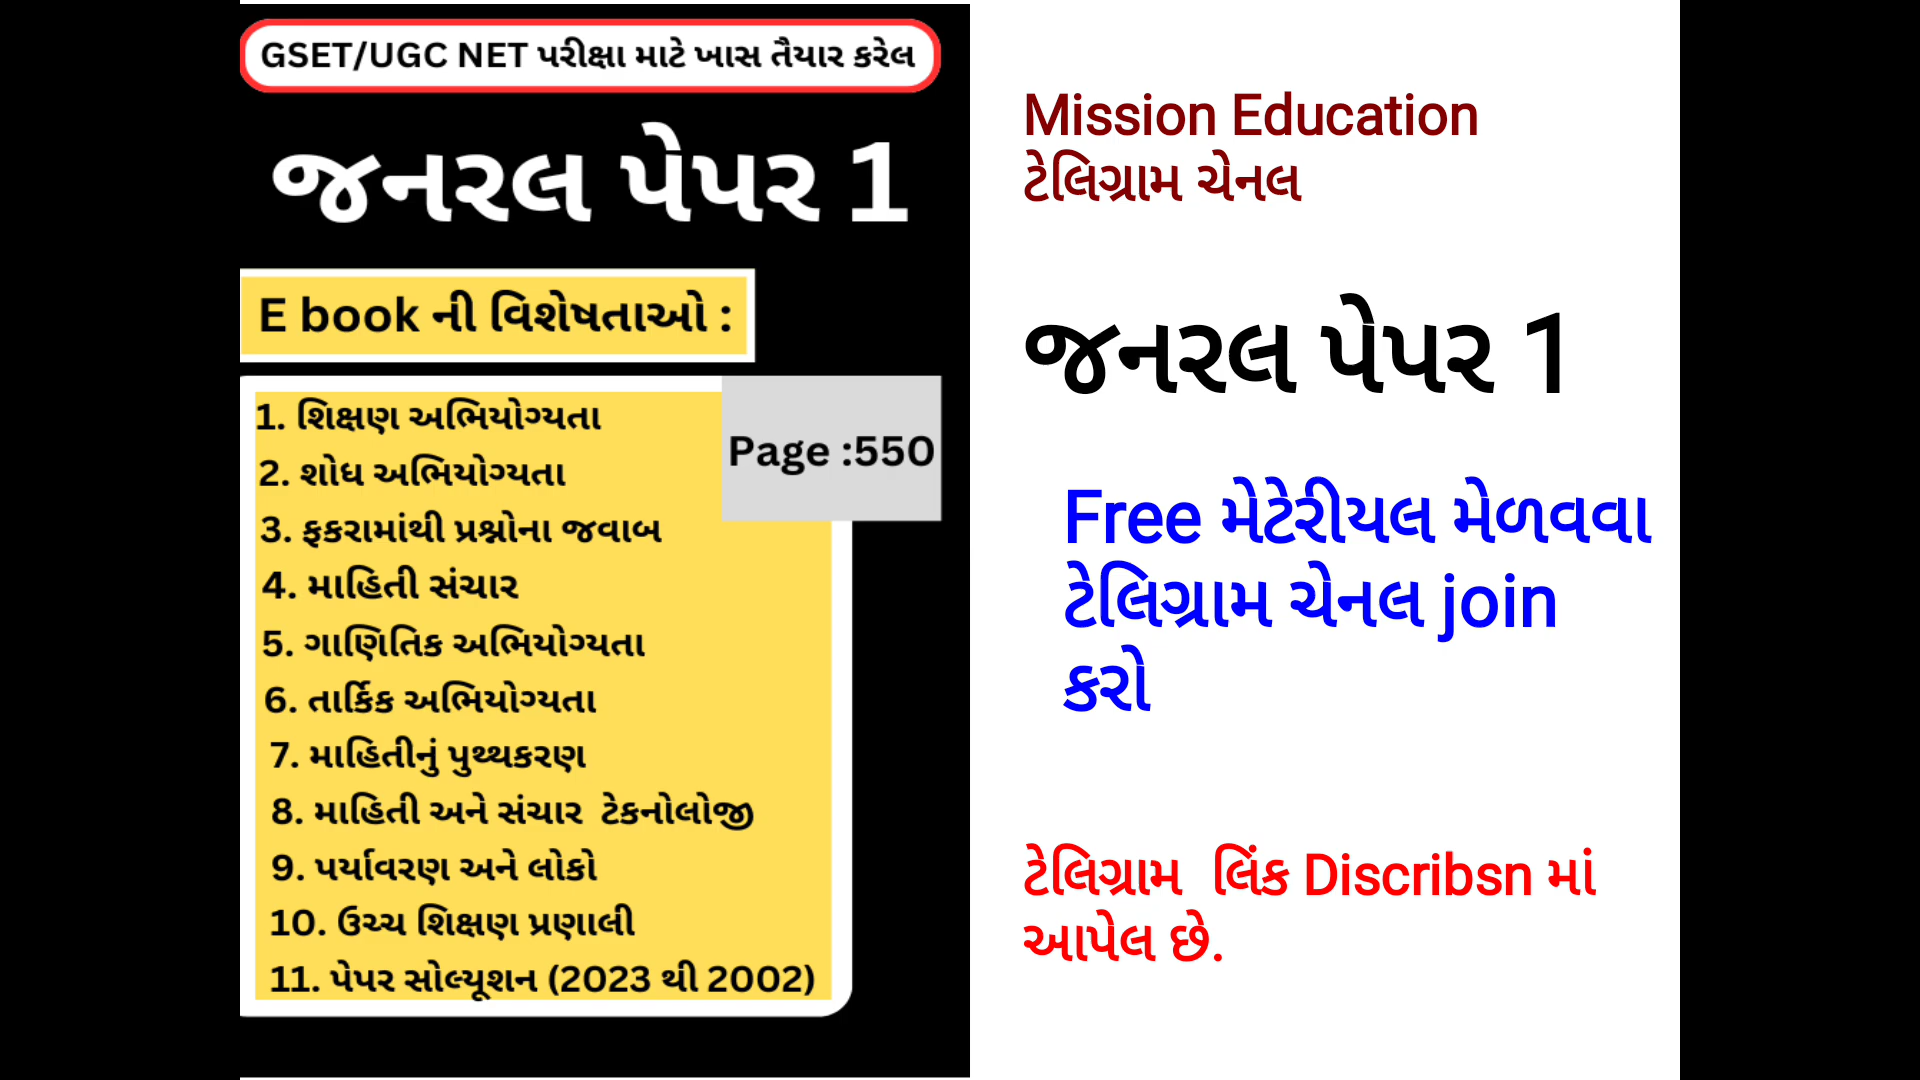 GSET/UGC NET પરીક્ષા માટે ખાસ તૈયાર કરેલ
જનરલ પેપર 1
E book ની વિશેષતાઓ :
Page :550
1. શિક્ષણ અભિયોગ્યતા
2. શોધ અભિયોગ્યતા
3. ફકરામાંથી પ્રશ્નોના જવાબ
4. માહિતી સંચાર
5. ગાણિતિક અભિયોગ્યતા
6. તાર્કિક અભિયોગ્યતા
7. માહિતીનું પુથ્થકરણ
8. માહિતી અને સંચાર ટેકનોલોજી
9. પર્યાવરણ અને લોકો
10. ઉચ્ચ શિક્ષણ પ્રણાલી
11. પેપર સોલ્યૂશન (2023 થી 2002)
Mission Education
ટેલિગ્રામ ચેનલ
જનરલ પેપર 1
Free મેટેરીયલ મેળવવા
ટેલિગ્રામ ચેનલ join
કરો
ટેલિગ્રામ લિંક Discribsn માં
આપેલ છે.